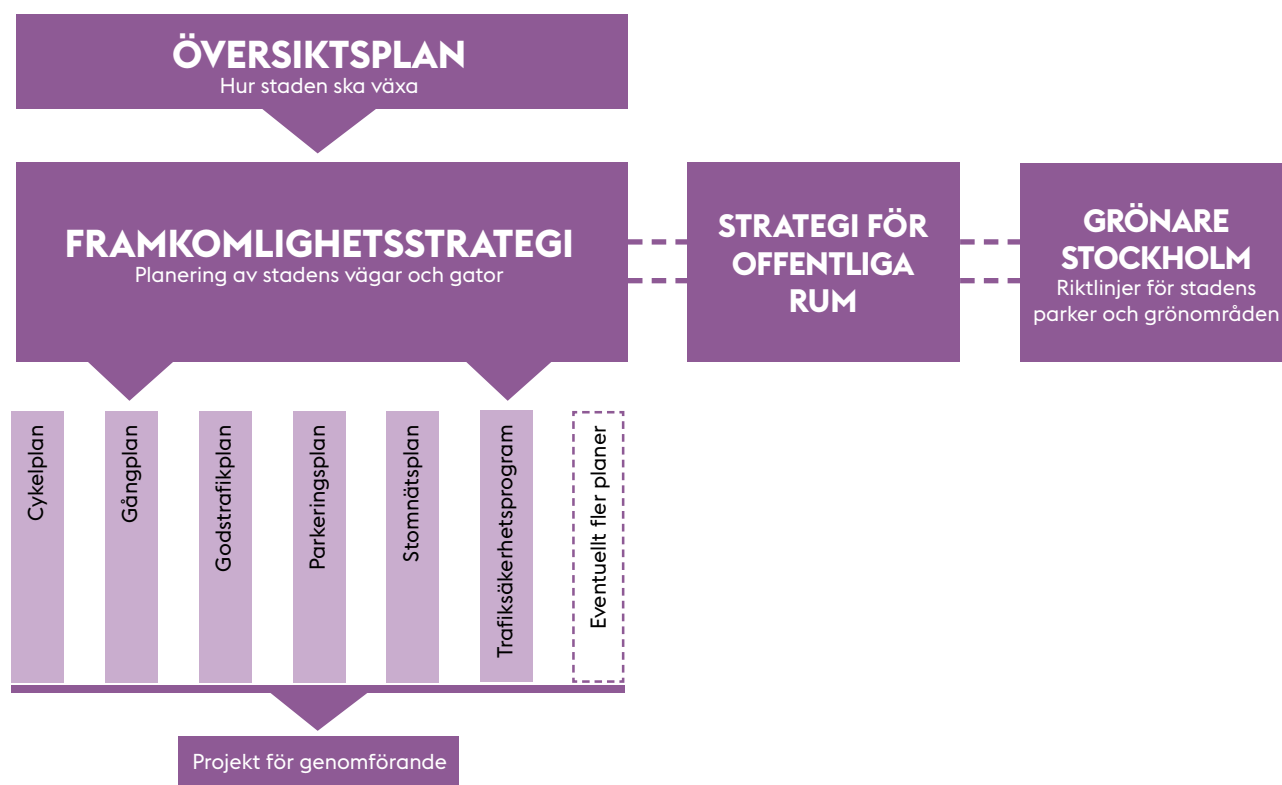 ÖVERSIKTSPLAN
Hur staden ska växa
FRAMKOMLIGHETSSTRATEGI
Planering av stadens vägar och gator
STRATEGI FÖR
OFFENTLIGA
RUM
GRÖNARE
STOCKHOLM
Riktlinjer för stadens
parker och grönområden
Cykelplan
Gångplan
Godstrafikplan
Parkeringsplan
Stomnätsplan
Trafiksäkerhetsprogram
Eventuellt fler planer
Projekt för genomförande